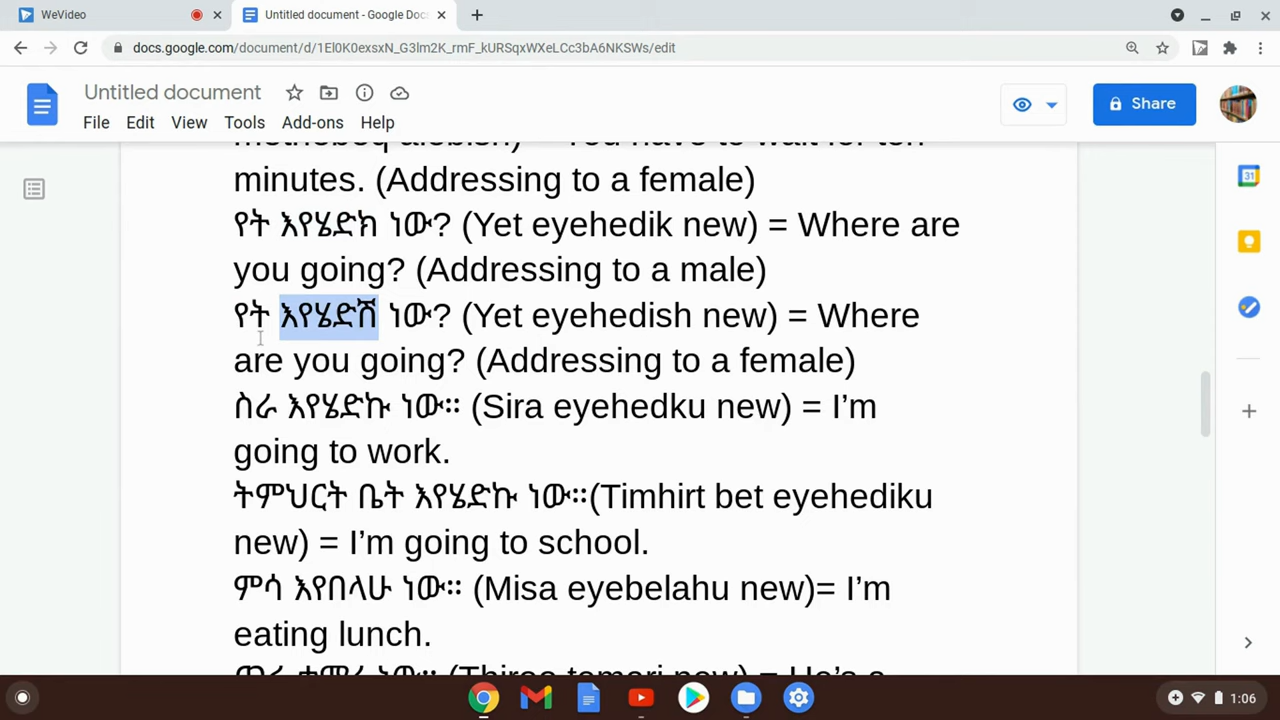 WeVideo
Untitled document - Google Docs
docs.google.com/document/d/1El0K0exsxN_G3lm2K_rmF_kURSqxWXeLCc3bA6NKSWs/edit
Untitled document
File Edit View Tools Add-ons Help
Share
minutes. (Addressing to a female)
የት እየሄድክ ነው? (Yet eyehedik new) = Where are
you going? (Addressing to a male)
የት እየሄድሽ ነው? (Yet eyehedish new) = Where
are you going? (Addressing to a female)
ስራ እየሄድኩ ነው። (Sira eyehedku new) = I’m
going to work.
ትምህርት ቤት እየሄድኩ ነው።(Timhirt bet eyehediku
new) = I’m going to school.
ምሳ እየበላሁ ነው። (Misa eyebelahu new)= I’m
eating lunch.
31
1:06